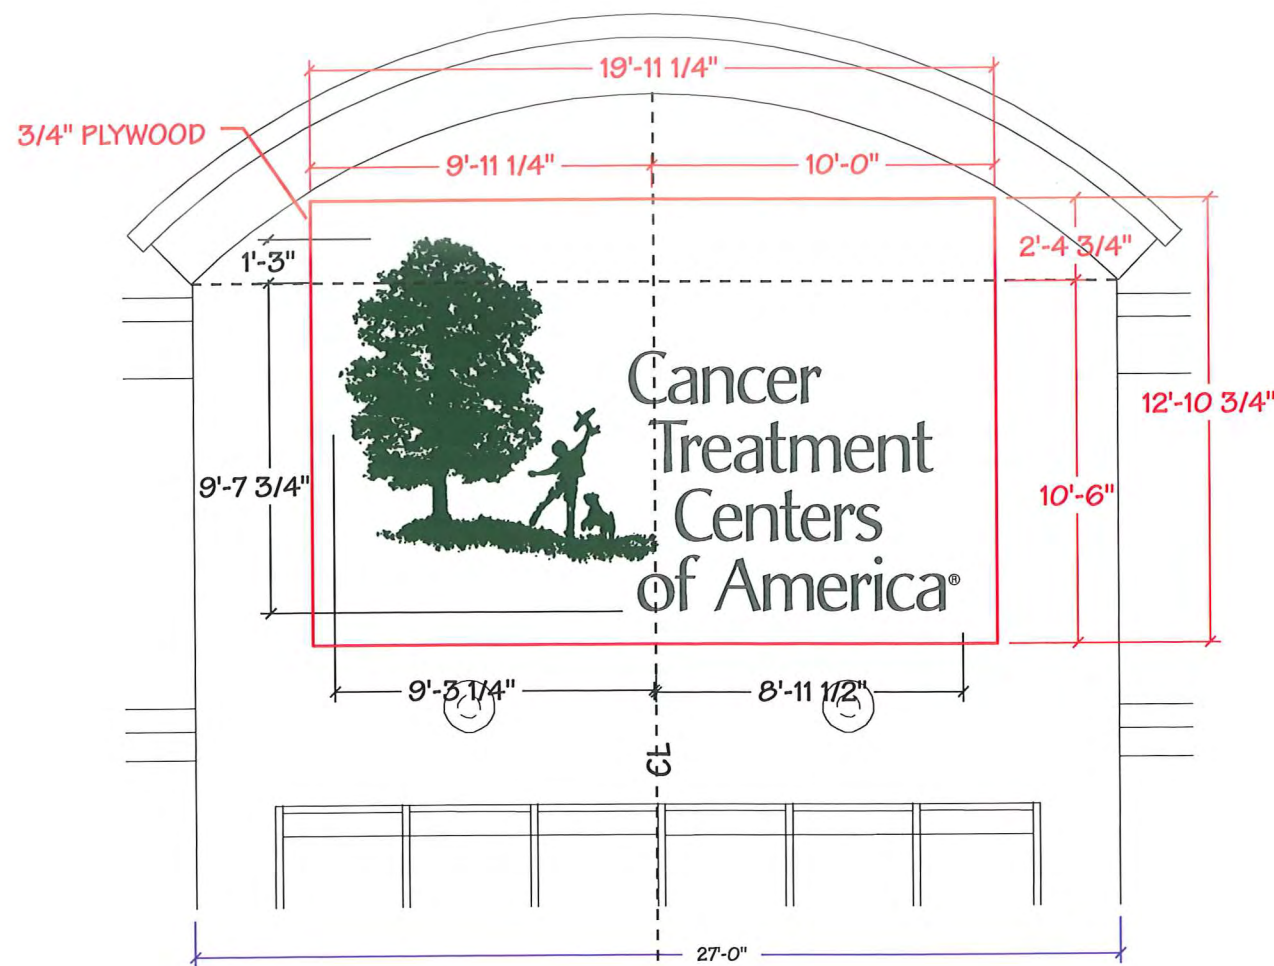 19'-11 1/4"
3/4" PLYWOOD
9'-11 1/4"
10'-0"
1'-3"
2'-4 3/4"
Cancer
Treatment
Centers
of America®
12'-10 3/4"
9'-7 3/4"
10'-6"
9'-3 1/4"
8'-11 1/2"
CL
27'-0"